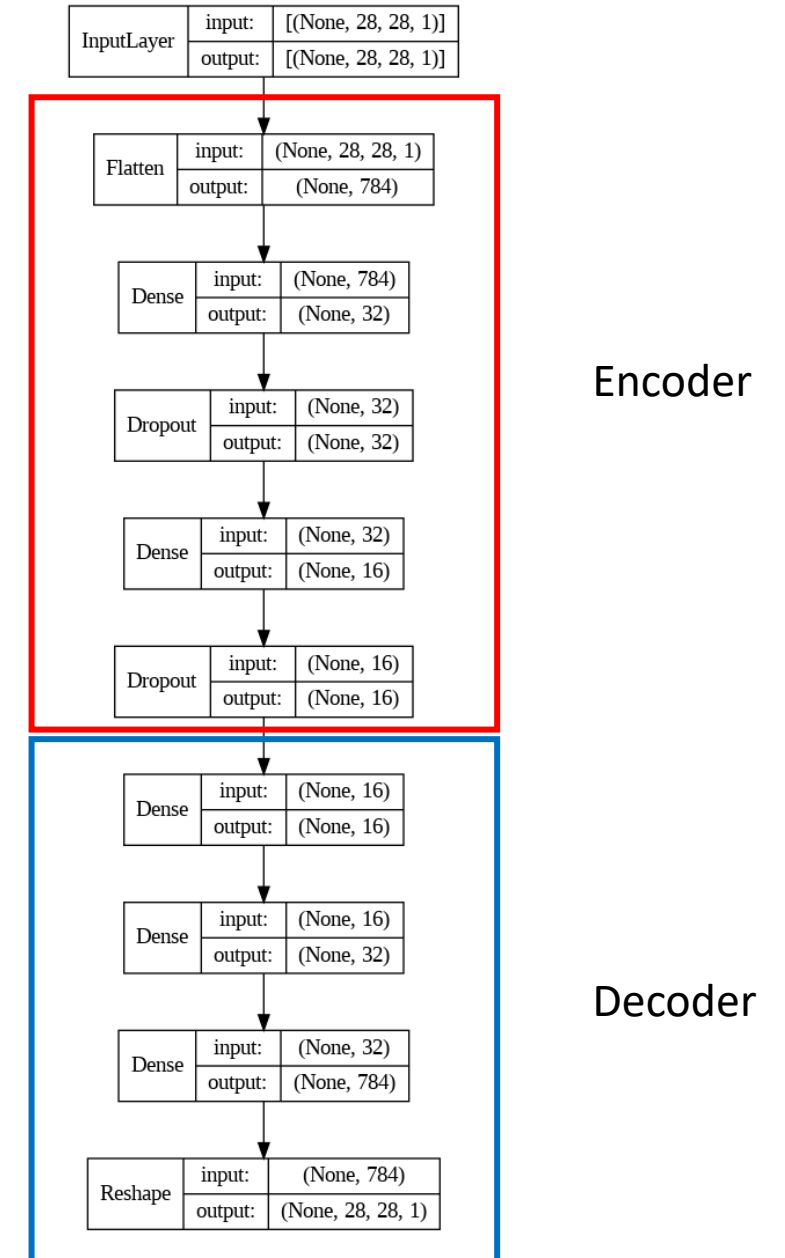 InputLayer
input: [(None, 28, 28, 1)]
output: [(None, 28, 28, 1)]
Flatten
input: (None, 28, 28, 1)
output: (None, 784)
Dense
input: (None, 784)
output: (None, 32)
Encoder
Dropout
input: (None, 32)
output: (None, 32)
Dense
input: (None, 32)
output: (None, 16)
Dropout
input: (None, 16)
output: (None, 16)
Dense
input: (None, 16)
output: (None, 16)
Dense
input: (None, 16)
output: (None, 32)
Decoder
Dense
input: (None, 32)
output: (None, 784)
Reshape
input: (None, 784)
output: (None, 28, 28, 1)